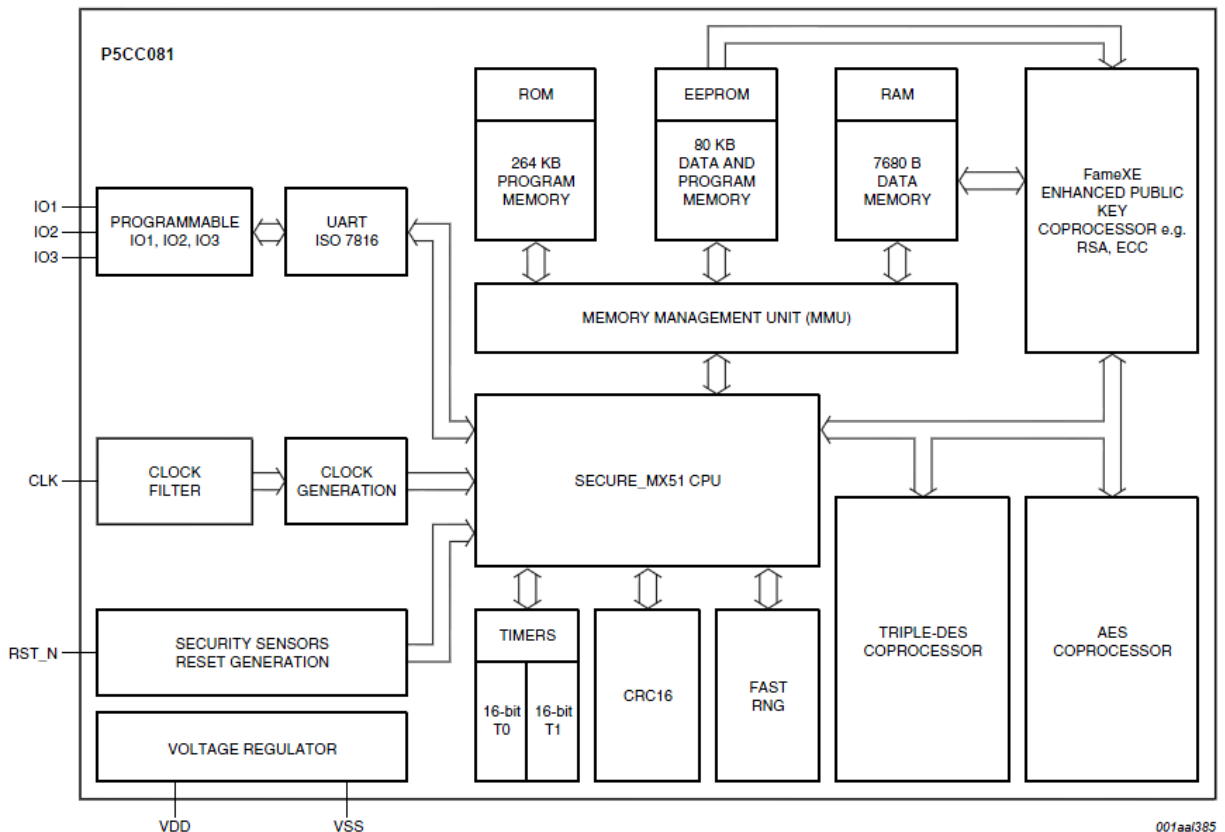 P5CC081
ROM
264 KB
PROGRAM
MEMORY
EEPROM
80 KB
DATA AND
PROGRAM
MEMORY
RAM
7680 B
DATA
MEMORY
FameXE
ENHANCED PUBLIC
KEY
COPROCESSOR e.g.
RSA, ECC
IO1
IO2
IO3
PROGRAMMABLE
IO1, IO2, IO3
UART
ISO 7816
MEMORY MANAGEMENT UNIT (MMU)
CLK
CLOCK
FILTER
CLOCK
GENERATION
SECURE_MX51 CPU
RST_N
SECURITY SENSORS
RESET GENERATION
TIMERS
16-bit
T0
16-bit
T1
CRC16
FAST
RNG
TRIPLE-DES
COPROCESSOR
AES
COPROCESSOR
VOLTAGE REGULATOR
VDD
VSS
001aal385